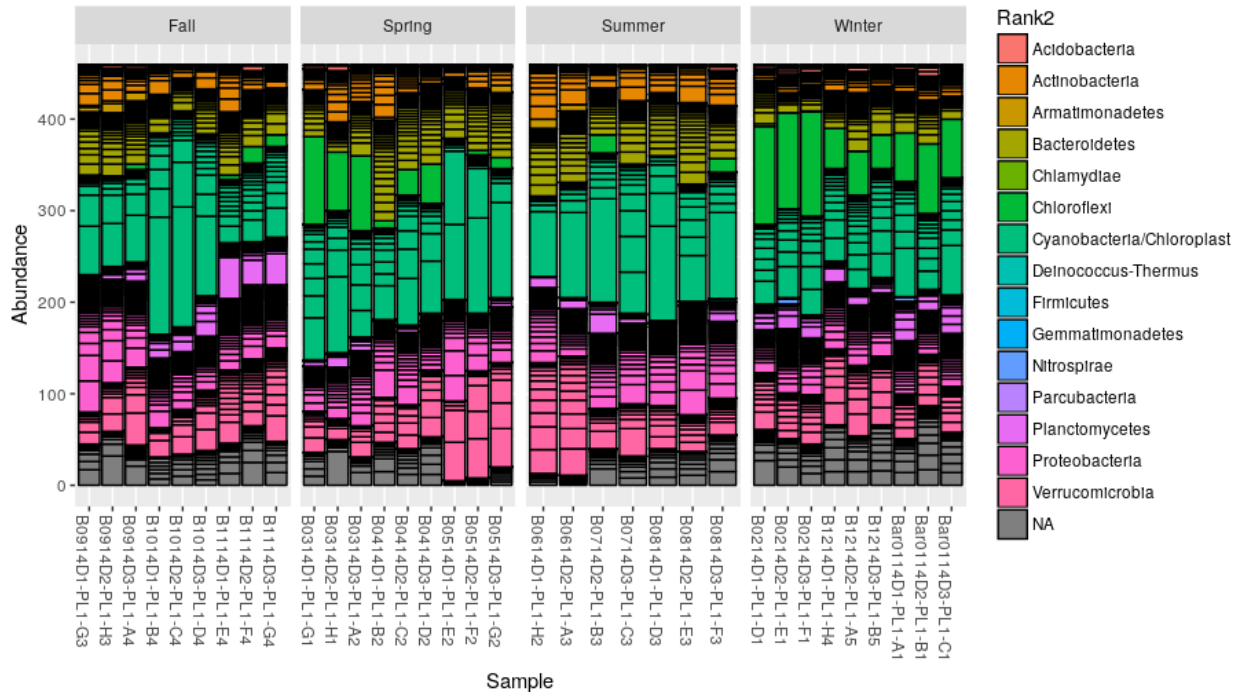 Fall
Spring
Summer
Winter
Abundance
400
300
200
100
0
B0914D1-PL1-G3
B0914D2-PL1-H3
B0914D3-PL1-A4
B1014D1-PL1-B4
B1014D2-PL1-C4
B1014D3-PL1-D4
B1114D1-PL1-E4
B1114D2-PL1-F4
B1114D3-PL1-G4
B0314D1-PL1-G1
B0314D2-PL1-H1
B0314D3-PL1-A2
B0414D1-PL1-B2
B0414D2-PL1-C2
B0414D3-PL1-D2
B0514D1-PL1-E2
B0514D2-PL1-F2
B0514D3-PL1-G2
B0614D1-PL1-H2
B0614D2-PL1-A3
B0714D2-PL1-B3
B0714D3-PL1-C3
B0814D1-PL1-D3
B0814D2-PL1-E3
B0814D3-PL1-F3
B0214D1-PL1-D1
B0214D2-PL1-E1
B0214D3-PL1-F1
B1214D1-PL1-H4
B1214D2-PL1-A5
B1214D3-PL1-B5
Bar0114D1-PL1-A1
Bar0114D2-PL1-B1
Bar0114D3-PL1-C1
Sample
Rank2
Acidobacteria
Actinobacteria
Armatimonadetes
Bacteroidetes
Chlamydiae
Chloroflexi
Cyanobacteria/Chloroplast
Deinococcus-Thermus
Firmicutes
Gemmatimonadetes
Nitrospirae
Parcubacteria
Planctomycetes
Proteobacteria
Verrucomicrobia
NA